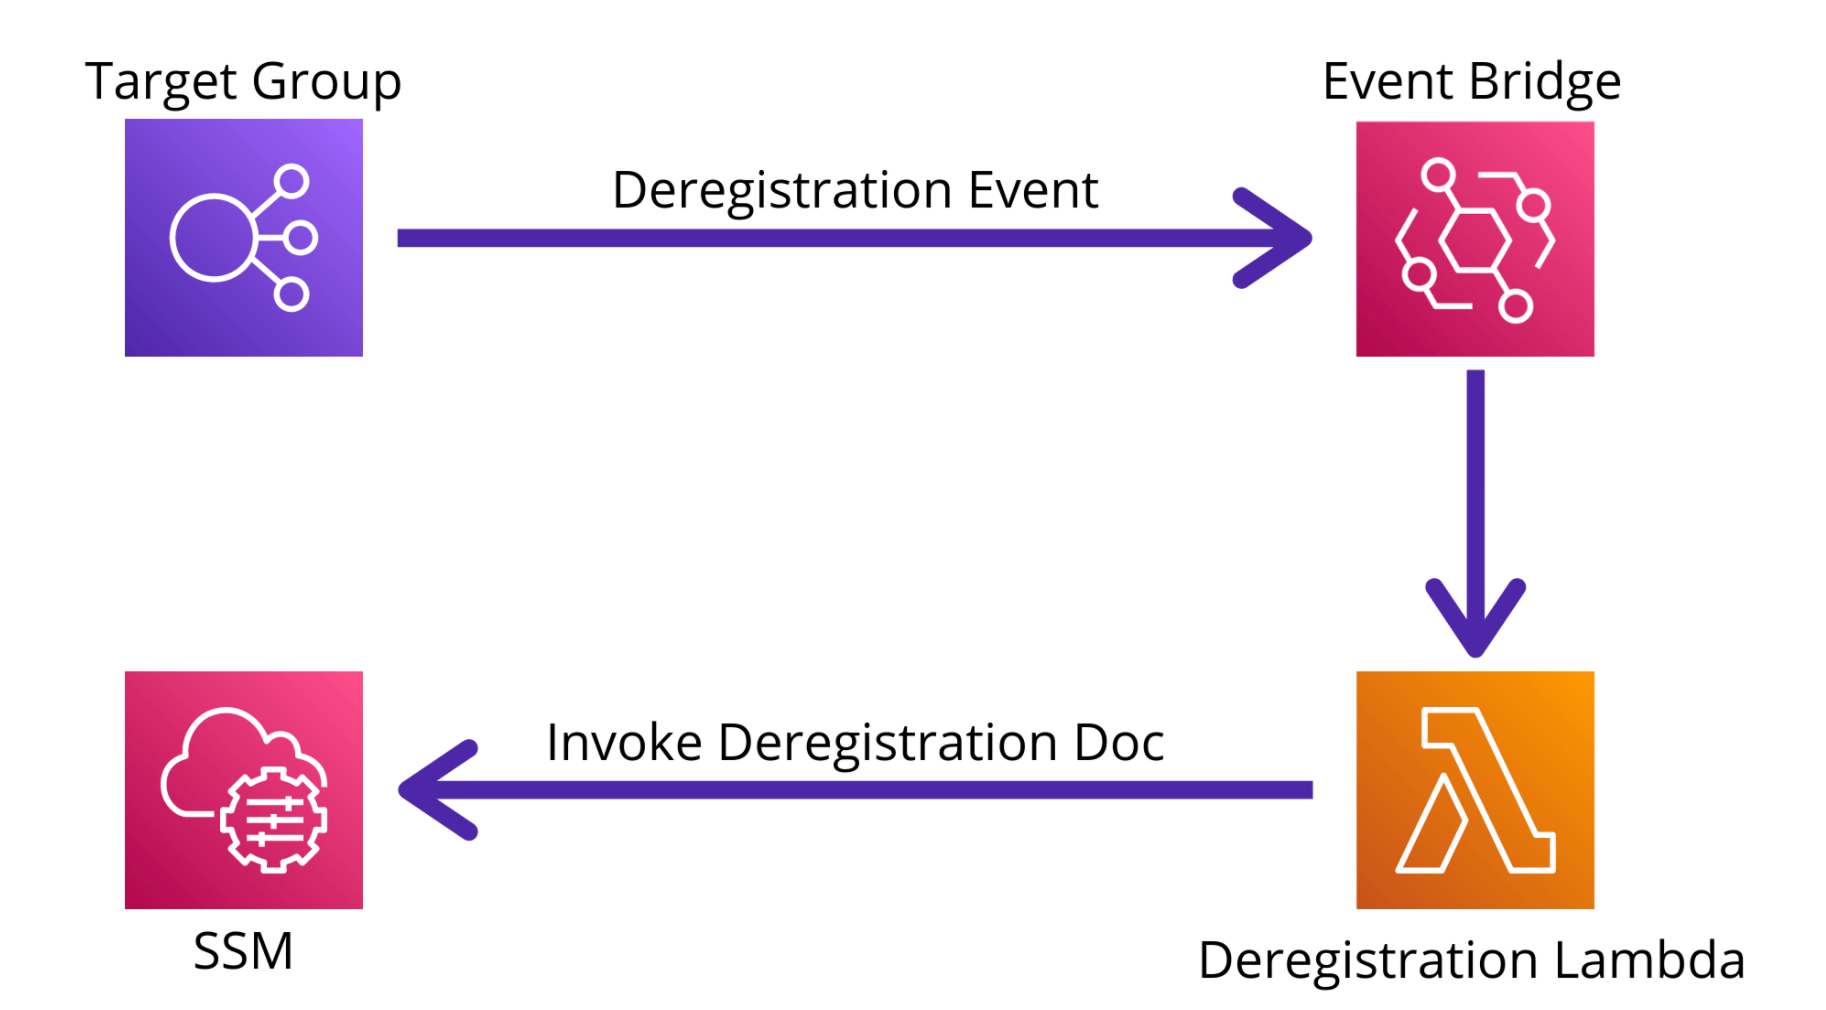 Target Group
Event Bridge
Deregistration Event
Invoke Deregistration Doc
SSM
Deregistration Lambda